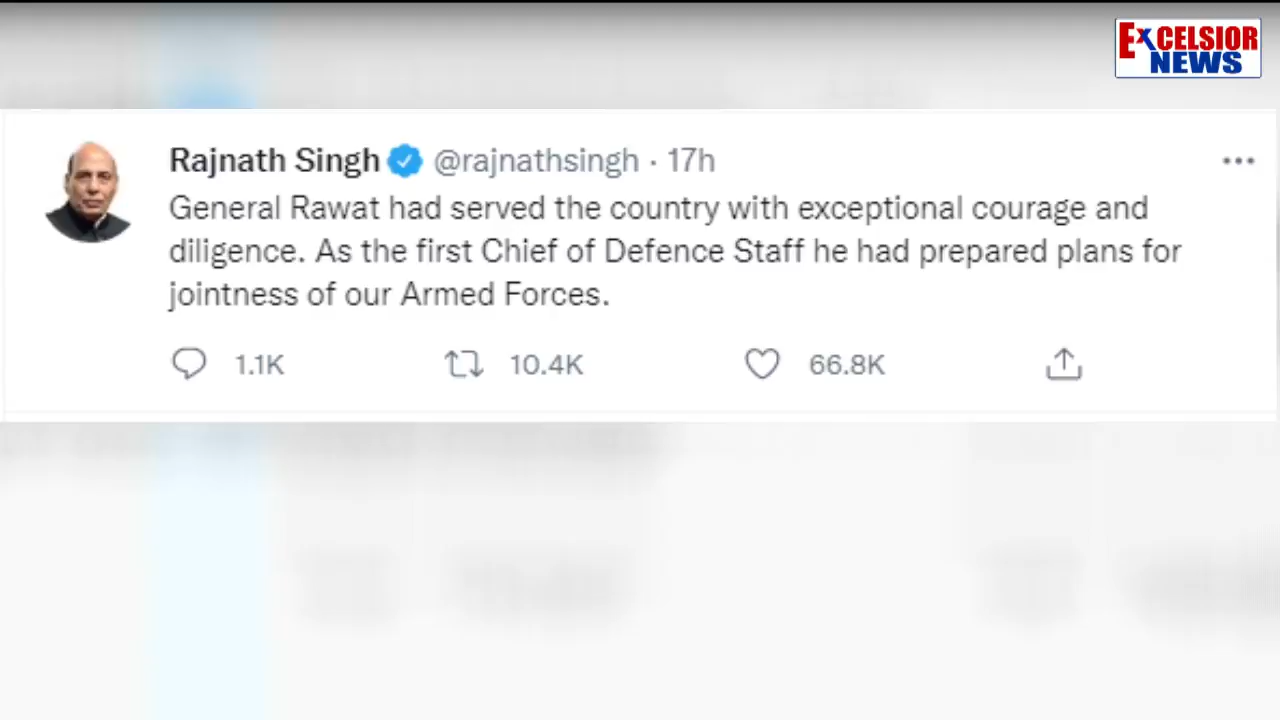 EXCELSIOR
NEWS
Rajnath Singh @rajnathsingh · 17h
General Rawat had served the country with exceptional courage and
diligence. As the first Chief of Defence Staff he had prepared plans for
jointness of our Armed Forces.
1.1K 10.4K 66.8K